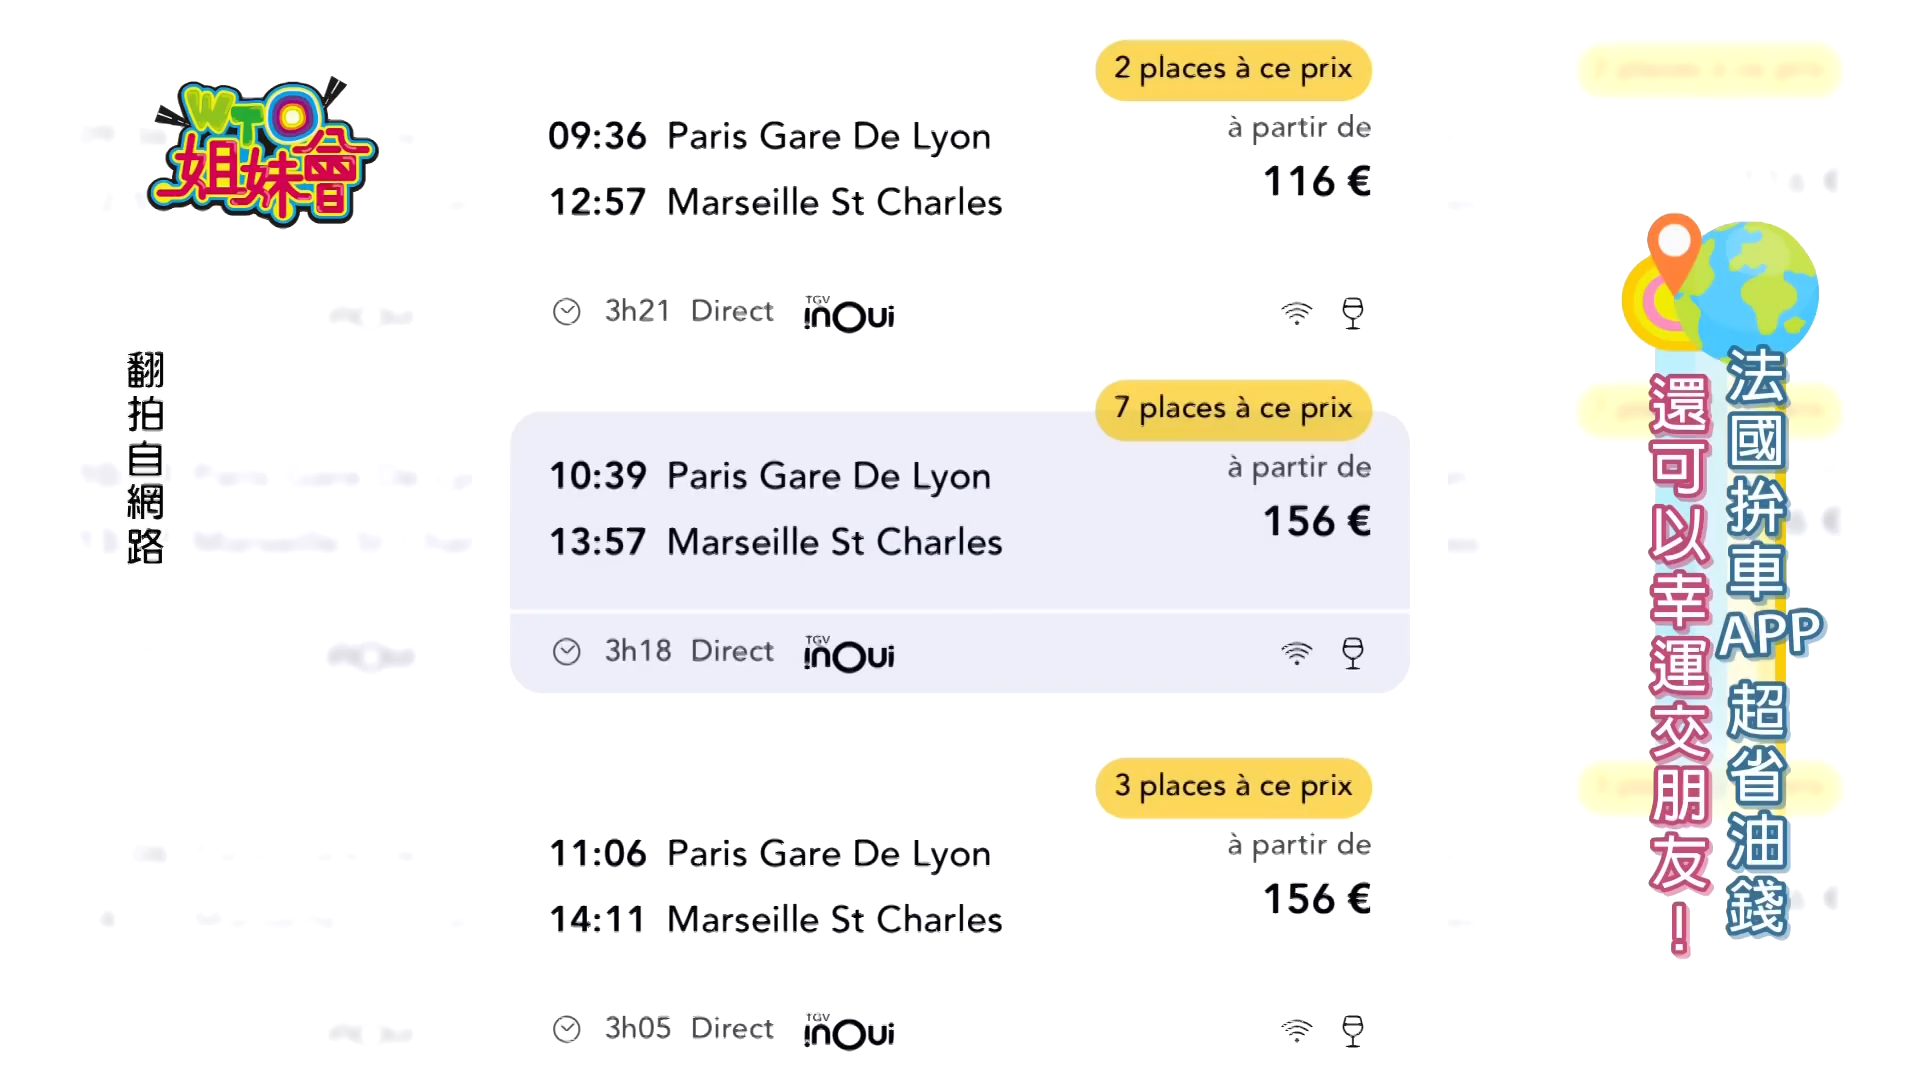 WTO
姐妹會
翻拍自網路
2 places à ce prix
09:36 Paris Gare De Lyon
à partir de
116 €
12:57 Marseille St Charles
3h21 Direct TGV inOui
7 places à ce prix
10:39 Paris Gare De Lyon
à partir de
156 €
13:57 Marseille St Charles
3h18 Direct TGV inOui
3 places à ce prix
11:06 Paris Gare De Lyon
à partir de
156 €
14:11 Marseille St Charles
3h05 Direct TGV inOui
法國拚車APP 超省油錢
還可以幸運交朋友！